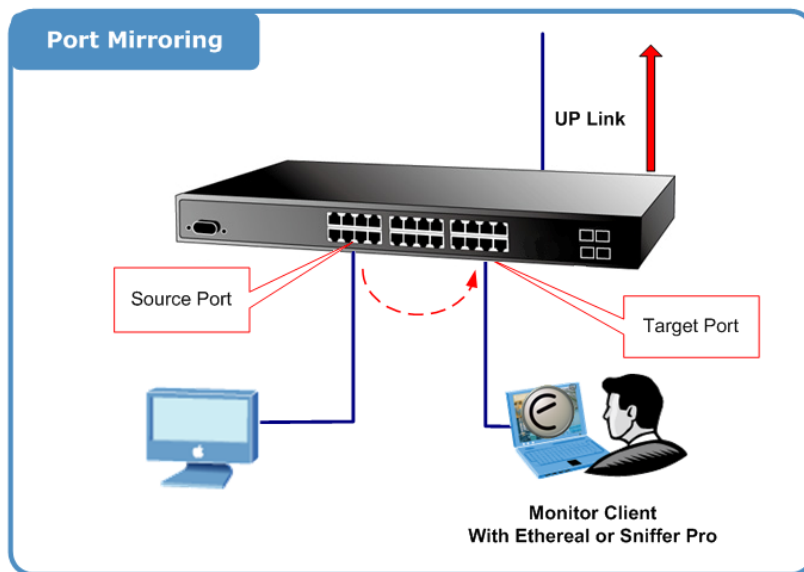 Port Mirroring
UP Link
Source Port
Target Port
Monitor Client
With Ethereal or Sniffer Pro